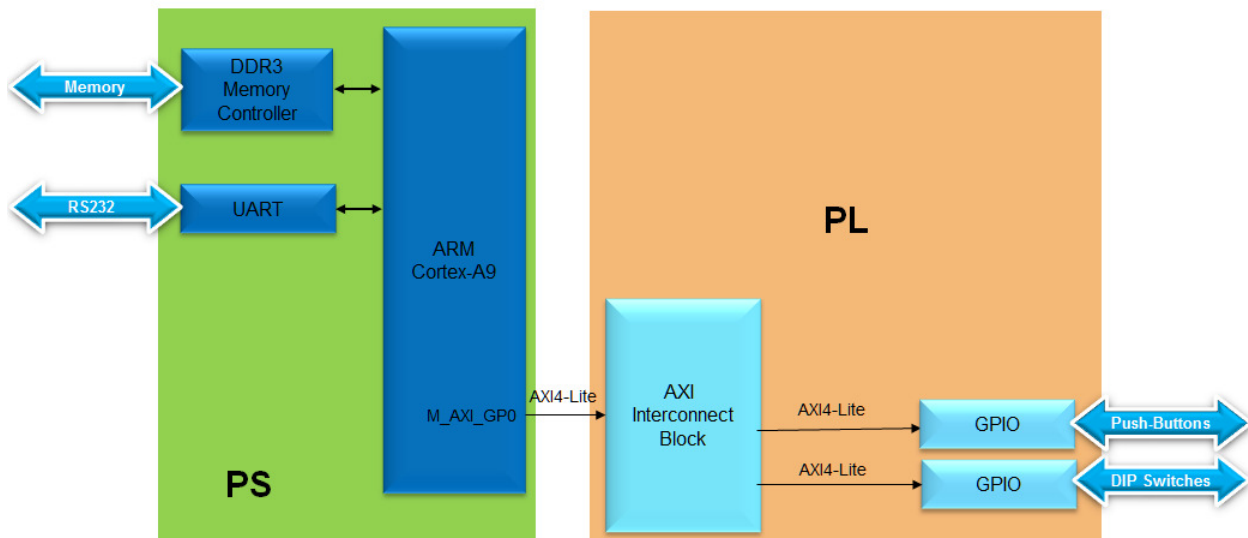 Memory
DDR3
Memory
Controller
RS232
UART
ARM
Cortex-A9
PL
PS
M_AXI_GP0
AXI4-Lite
AXI
Interconnect
Block
AXI4-Lite
GPIO
Push-Buttons
AXI4-Lite
GPIO
DIP Switches